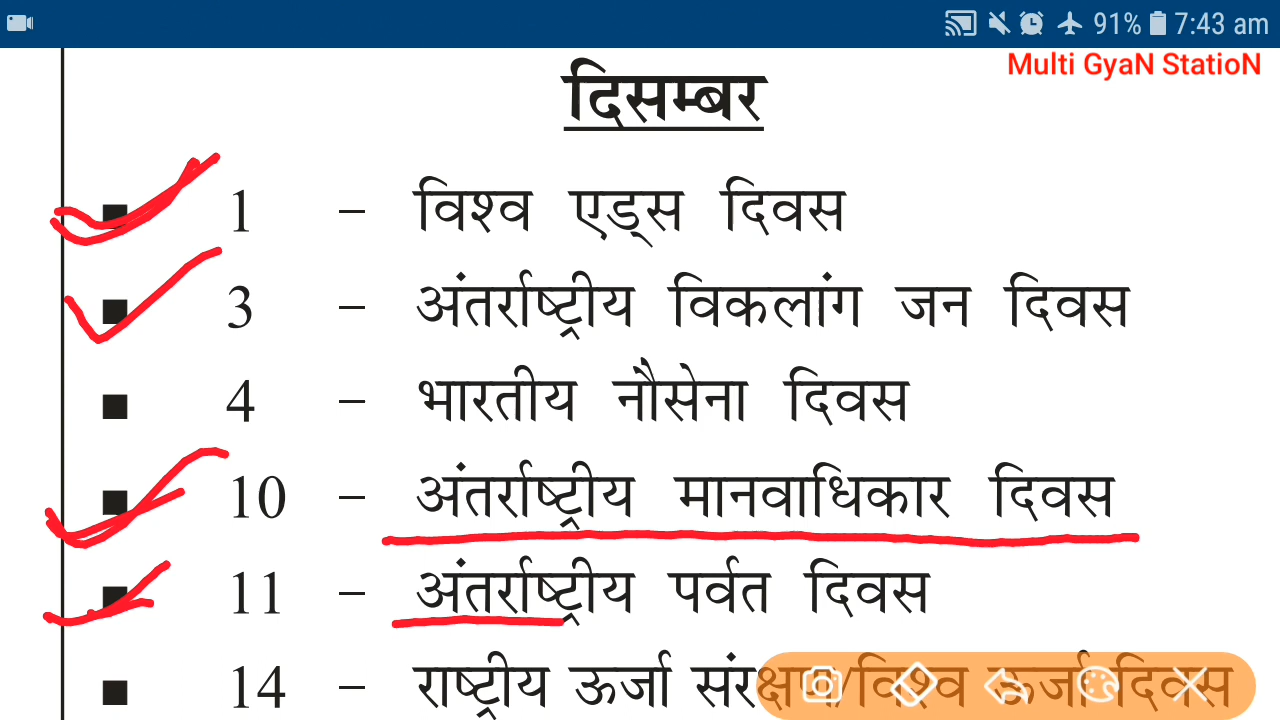 91% 7:43 am
Multi GyaN StatioN
दिसम्बर
1 – विश्व एड्स दिवस
3 – अंतर्राष्ट्रीय विकलांग जन दिवस
4 – भारतीय नौसेना दिवस
10 – अंतर्राष्ट्रीय मानवाधिकार दिवस
11 – अंतर्राष्ट्रीय पर्वत दिवस
14 – राष्ट्रीय ऊर्जा संरक्षण/विश्व ऊर्जा दिवस